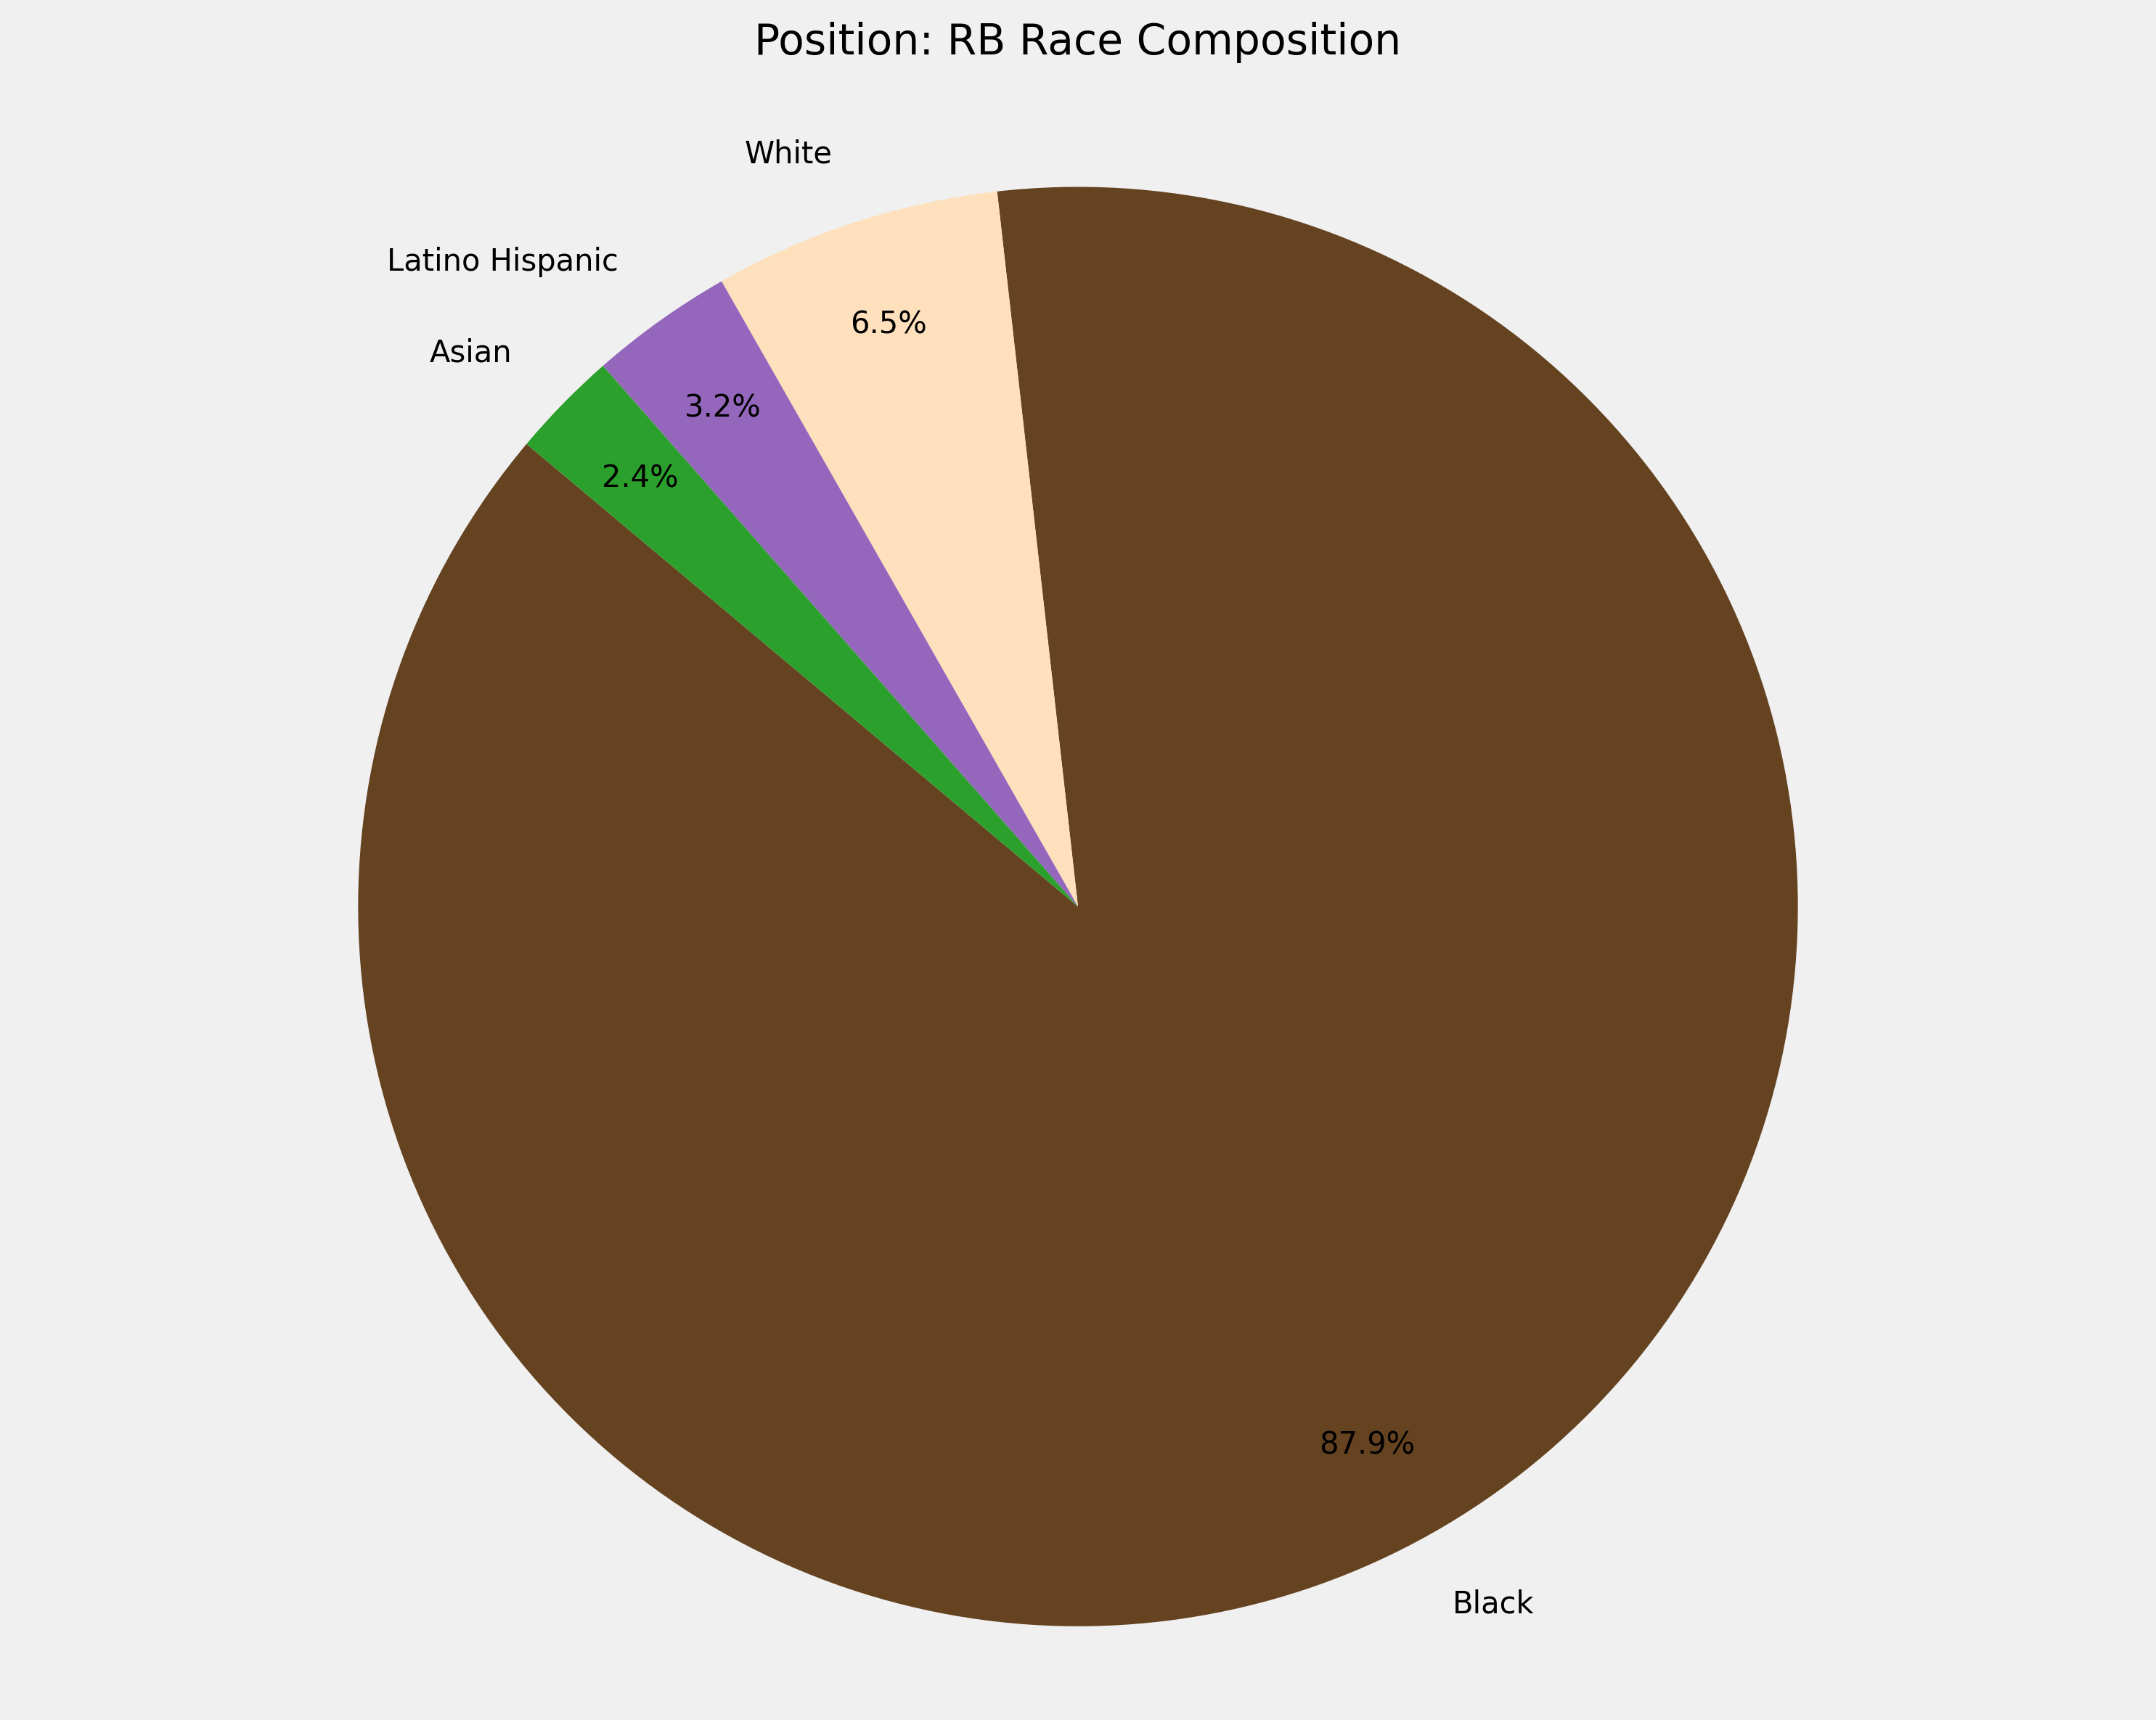 Position: RB Race Composition
White
Latino Hispanic
6.5%
Asian
3.2%
2.4%
87.9%
Black